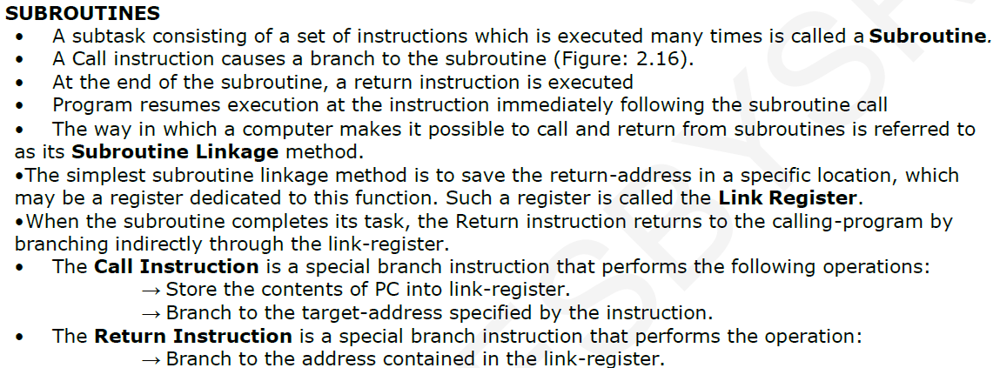 SUBROUTINES
• A subtask consisting of a set of instructions which is executed many times is called a Subroutine.
• A Call instruction causes a branch to the subroutine (Figure: 2.16).
• At the end of the subroutine, a return instruction is executed
• Program resumes execution at the instruction immediately following the subroutine call
• The way in which a computer makes it possible to call and return from subroutines is referred to
as its Subroutine Linkage method.
•The simplest subroutine linkage method is to save the return-address in a specific location, which
may be a register dedicated to this function. Such a register is called the Link Register.
•When the subroutine completes its task, the Return instruction returns to the calling-program by
branching indirectly through the link-register.
• The Call Instruction is a special branch instruction that performs the following operations:
→ Store the contents of PC into link-register.
→ Branch to the target-address specified by the instruction.
• The Return Instruction is a special branch instruction that performs the operation:
→ Branch to the address contained in the link-register.